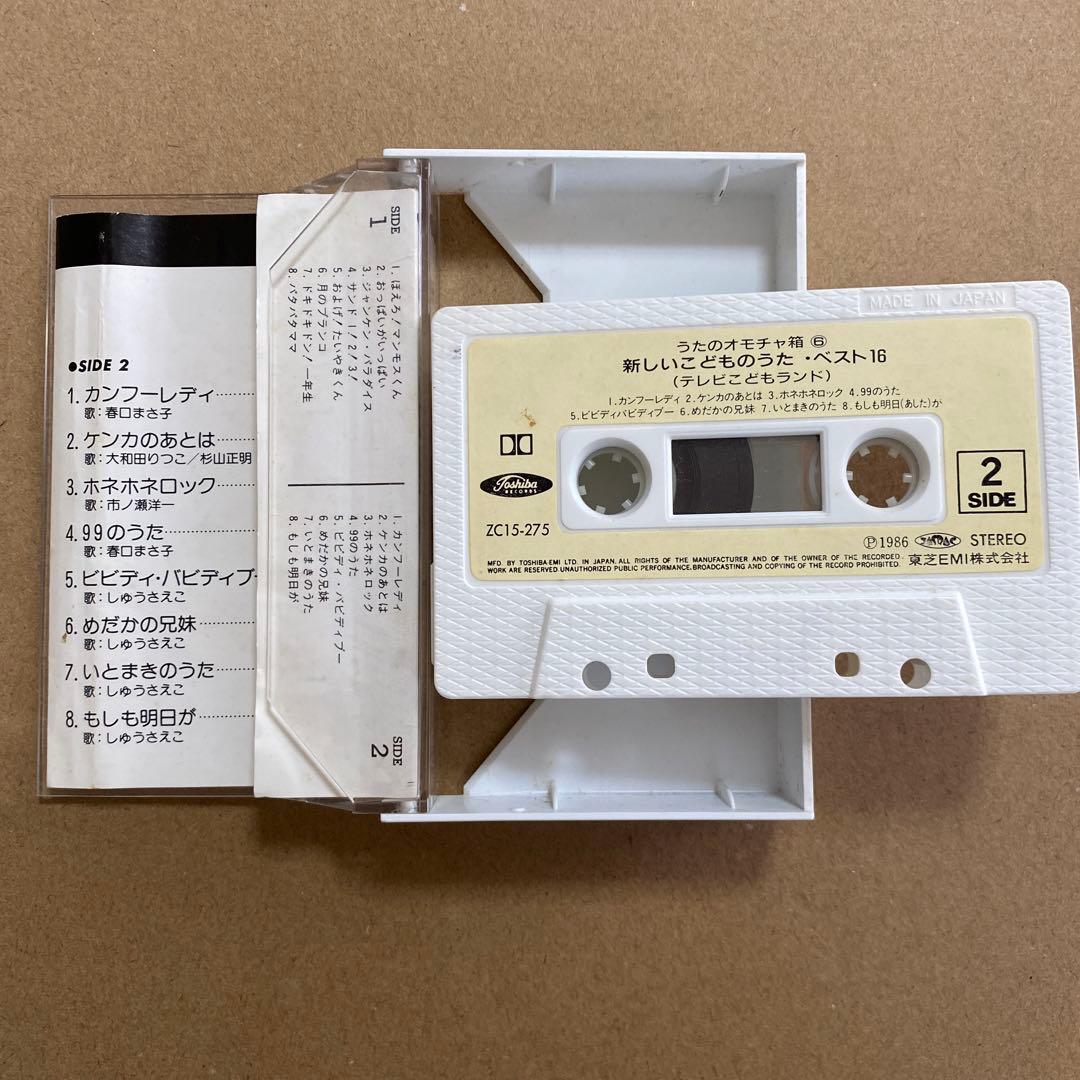 ●SIDE 2
1. カンフーレディ
歌：春口まさ子
2. ケンカのあとは
歌：大和田りつこ／杉山正明
3. ホネホネロック
歌：市ノ瀬洋一
4. 99のうた
歌：春口まさ子
5. ビビディ・バビディブー
歌：しゅうさえこ
6. めだかの兄妹
歌：しゅうさえこ
7. いとまきのうた
歌：しゅうさえこ
8. もしも明日が
歌：しゅうさえこ
SIDE 1
1. ほえろ！マンモスくん
2. おっぱいがいっぱい
3. ジャンケン・パラダイス
4. サンド１／２／３／
5. およげ！たいやきくん
6. 月のブランコ
7. ドキドキドン！一年生
8. パタパタママ
1. カンフーレディ
2. ケンカのあとは
3. ホネホネロック
4. 99のうた
5. ビビディ・バビディブー
6. めだかの兄妹
7. いとまきのうた
8. もしも明日が
SIDE 2
MADE IN JAPAN
うたのオモチャ箱 ⑥
新しいこどものうた・ベスト16
(テレビこどもランド)
1.カンフーレディ 2.ケンカのあとは 3.ホネホネロック 4.99のうた
5.ビビディバビディブー 6.めだかの兄妹 7.いとまきのうた 8.もしも明日(あした)が
Toshiba
RECORDS
ZC15-275
2
SIDE
Ⓟ1986 STEREO
MFD. BY TOSHIBA-EMI LTD. IN JAPAN. ALL RIGHTS OF THE MANUFACTURER AND OF THE OWNER OF THE RECORDED
WORK ARE RESERVED. UNAUTHORIZED PUBLIC PERFORMANCE. BROADCASTING AND COPYING OF THE RECORD PROHIBITED.
東芝EMI株式会社